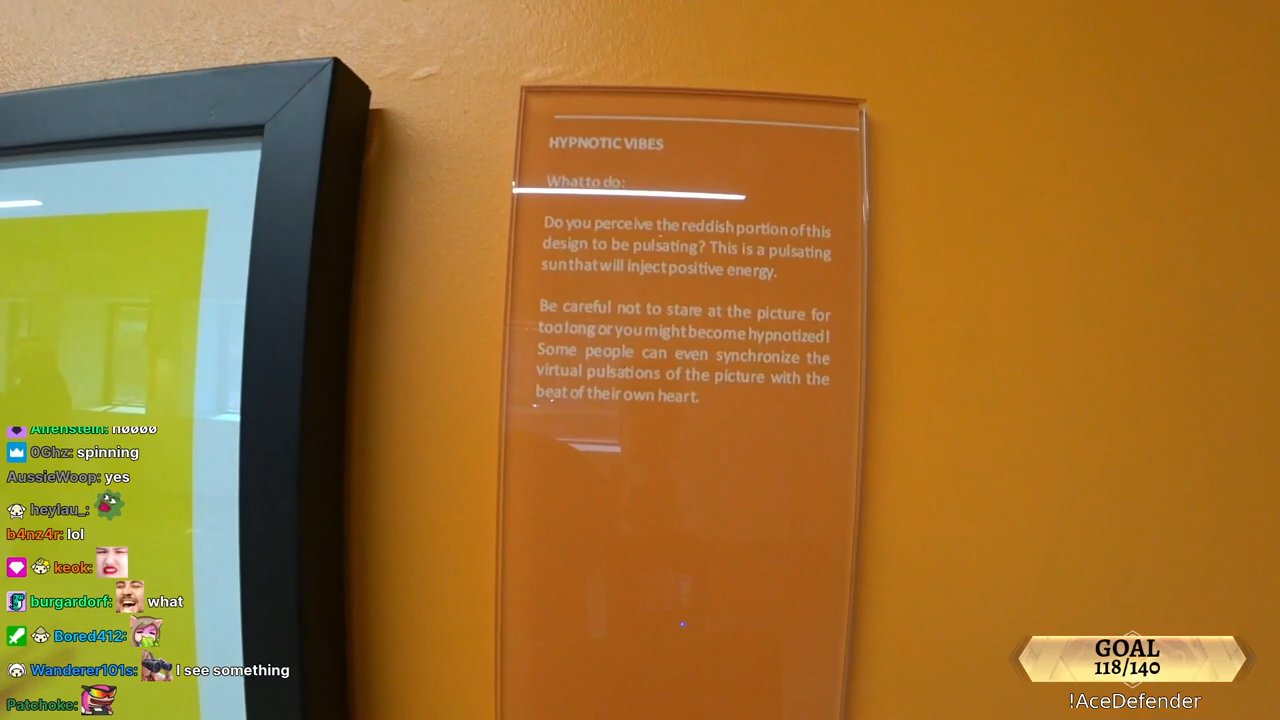 HYPNOTIC VIBES
What to do:
Do you perceive the reddish portion of this
design to be pulsating? This is a pulsating
sun that will inject positive energy.
Be careful not to stare at the picture for
too long or you might become hypnotized!
Some people can even synchronize the
virtual pulsations of the picture with the
beat of their own heart.
Alrenstein: nøøøø
0Ghz: spinning
AussieWoop: yes
heylau_:
b4nz4r: lol
keok:
burgardorf: what
Bored412:
Wanderer101s: I see something
Patchoke:
GOAL
118/140
!AceDefender